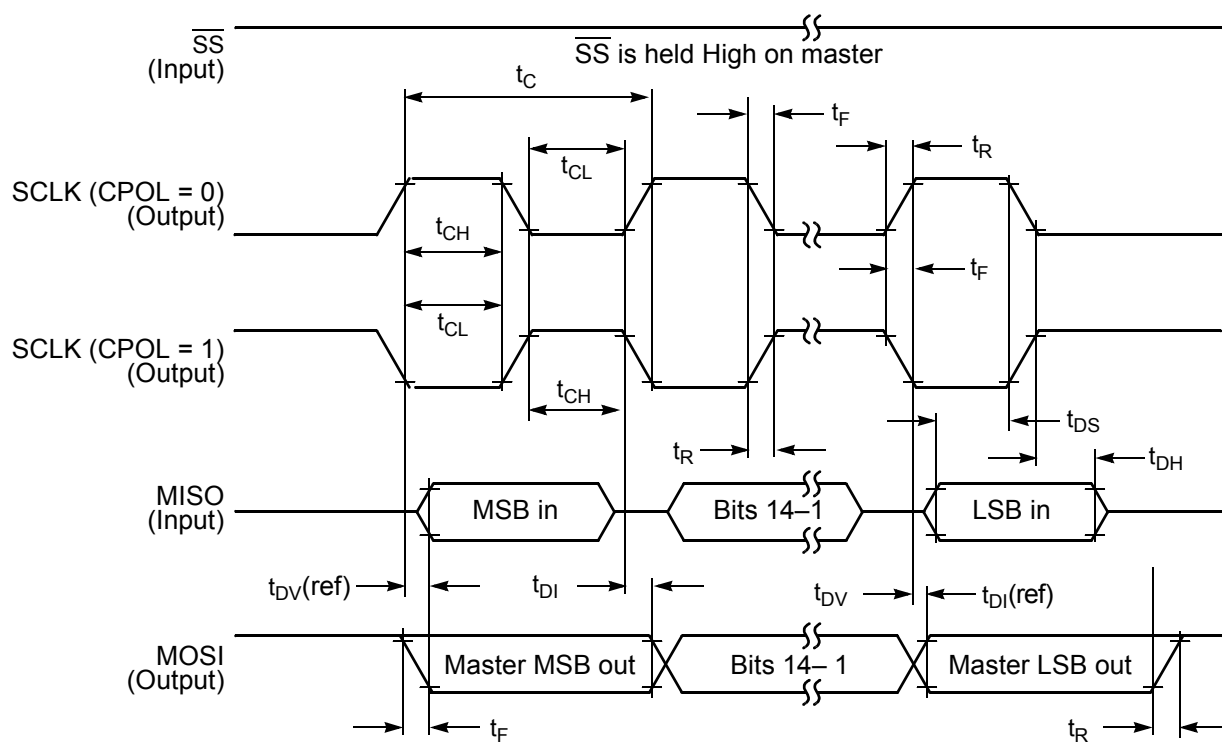 SS
(Input)
SS is held High on master
tC
tF
tR
tCL
SCLK (CPOL = 0)
(Output)
tCH
tF
tCL
SCLK (CPOL = 1)
(Output)
tCH
tDS
tR
tDH
MISO
(Input)
MSB in
Bits 14–1
LSB in
tDV(ref)
tDI
tDV
tDI(ref)
MOSI
(Output)
Master MSB out
Bits 14– 1
Master LSB out
tF
tR